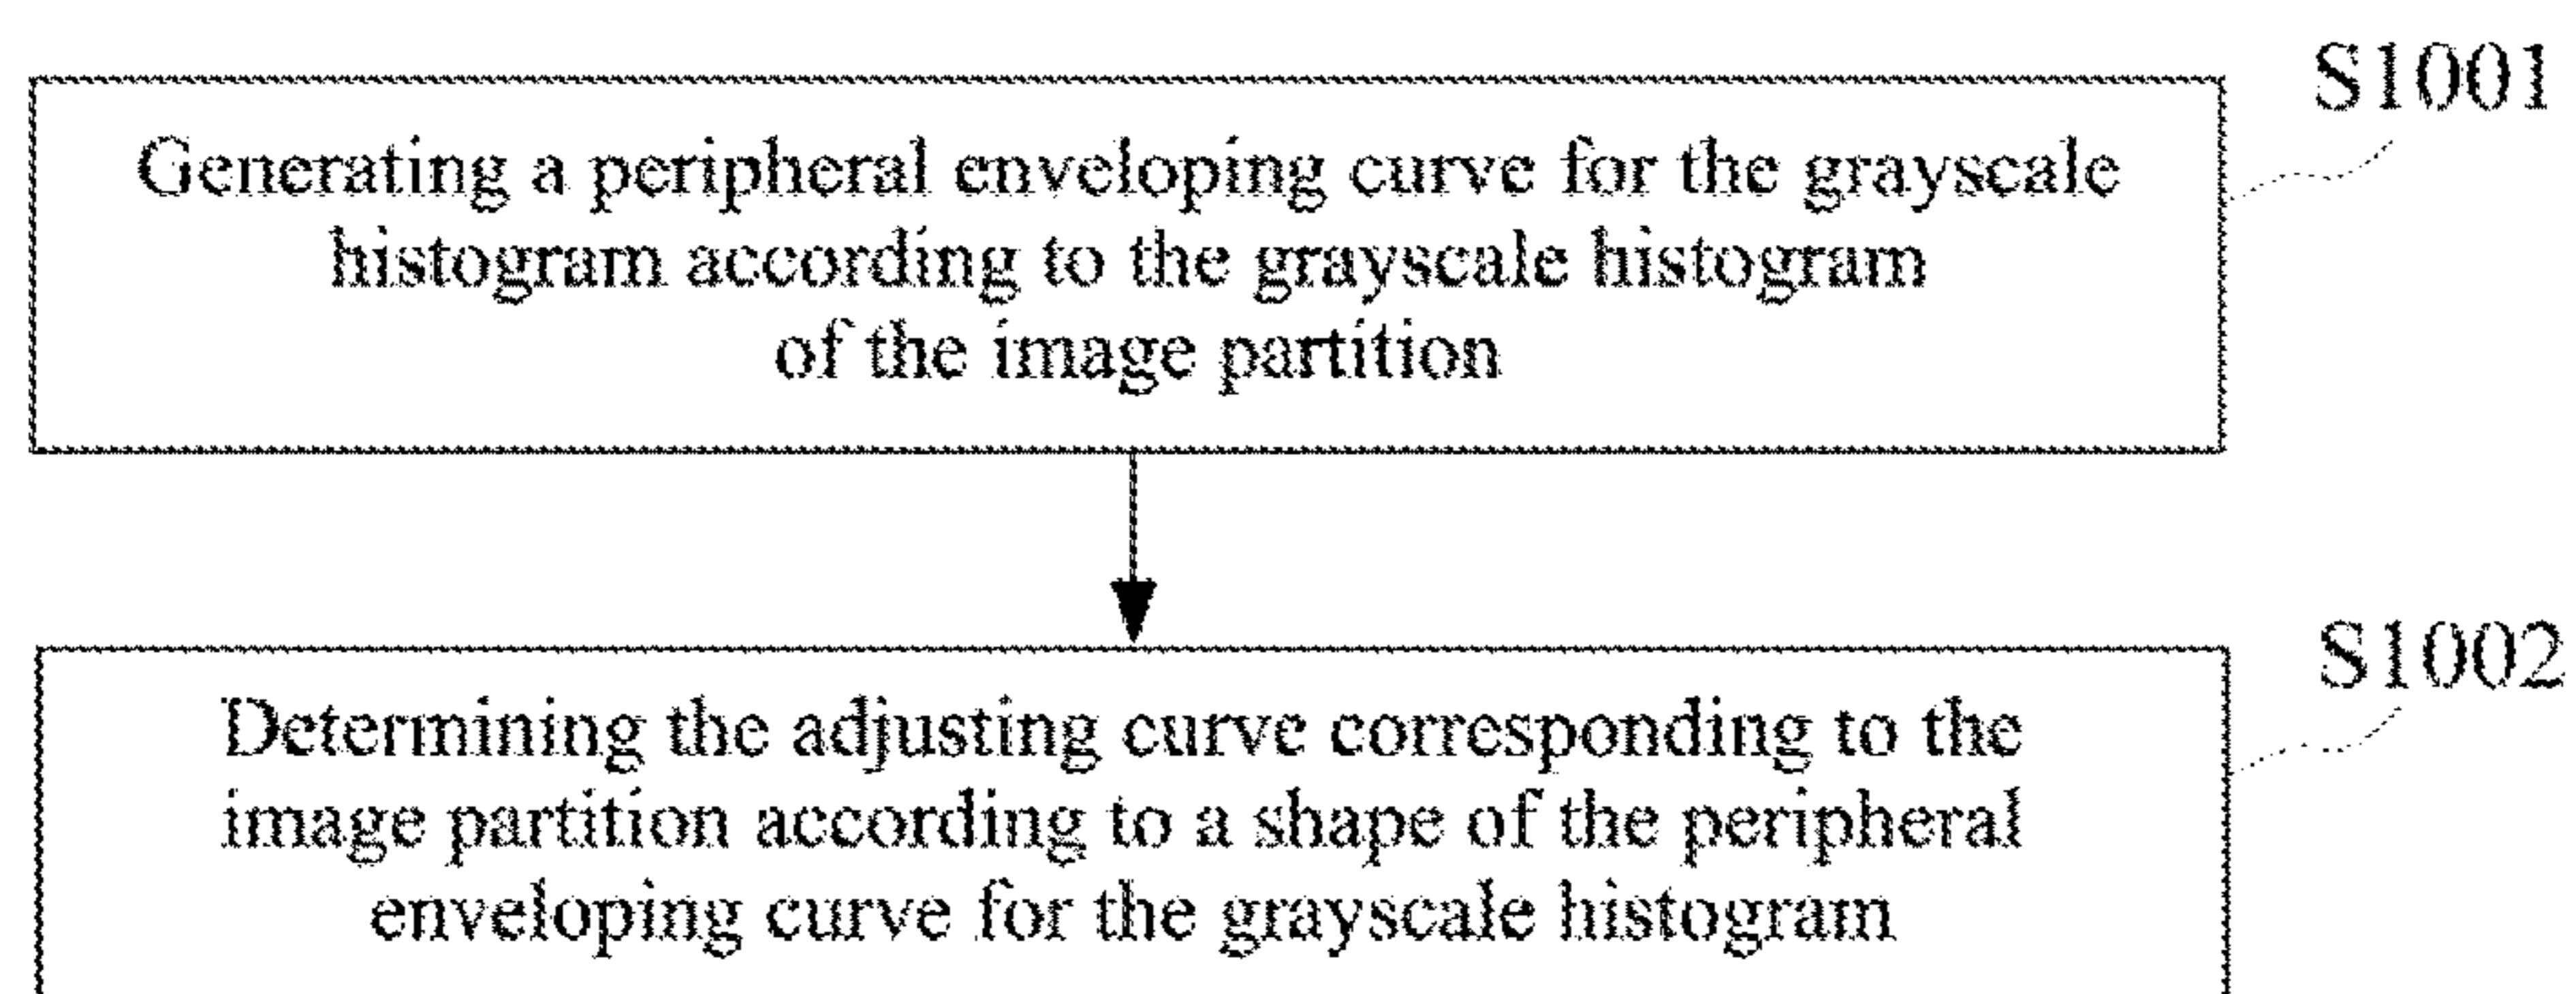 S1001
Generating a peripheral enveloping curve for the grayscale
histogram according to the grayscale histogram
of the image partition
S1002
Determining the adjusting curve corresponding to the
image partition according to a shape of the peripheral
enveloping curve for the grayscale histogram